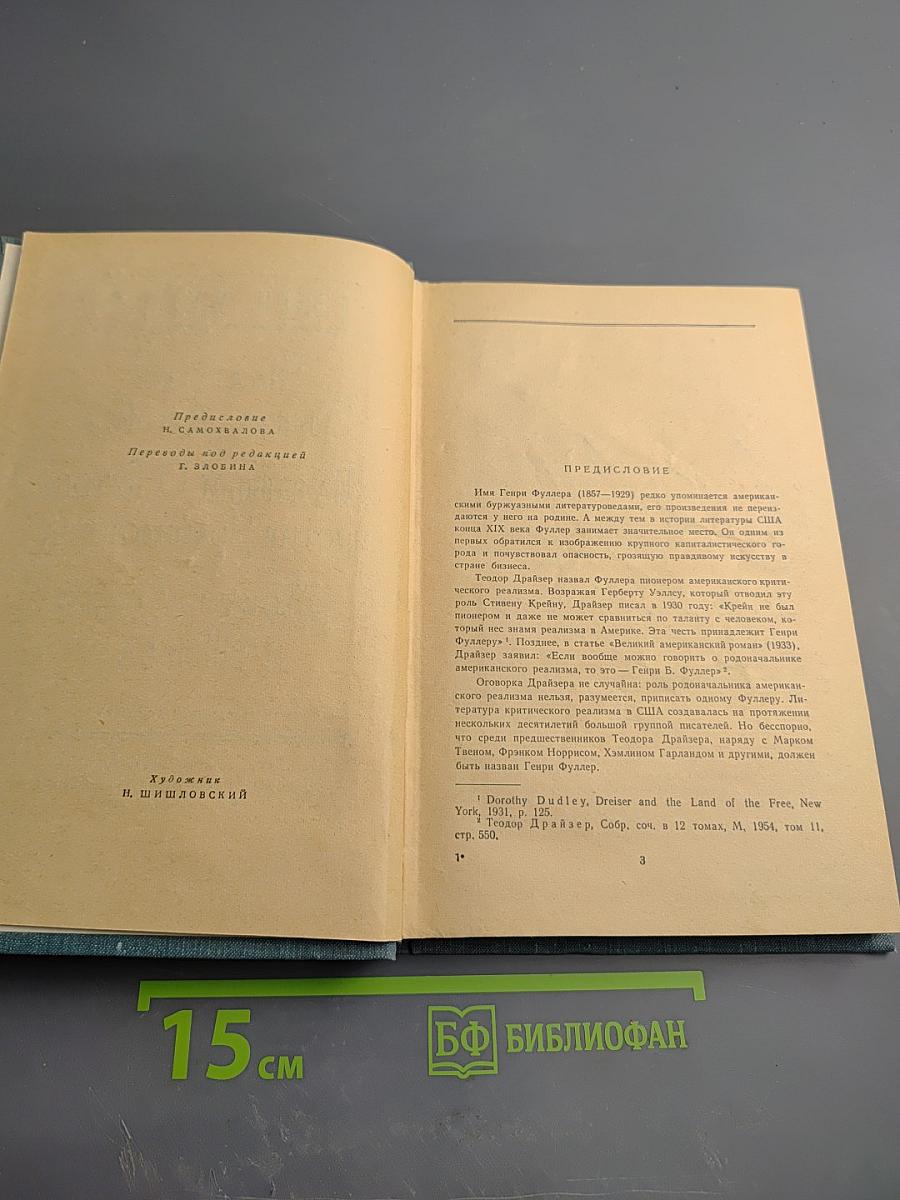 Предисловие
Н. САМОХВАЛОВА
Переводы под редакцией
Г. ЗЛОБИНА
Художник
Н. ШИШЛОВСКИЙ
ПРЕДИСЛОВИЕ
Имя Генри Фуллера (1857—1929) редко упоминается американ-
скими буржуазными литературоведами, его произведения не переиз-
даются у него на родине. А между тем в истории литературы США
конца XIX века Фуллер занимает значительное место. Он одним из
первых обратился к изображению крупного капиталистического го-
рода и почувствовал опасность, грозящую правдивому искусству в
стране бизнеса.
Теодор Драйзер назвал Фуллера пионером американского крити-
ческого реализма. Возражая Герберту Уэллсу, который отводил эту
роль Стивену Крейну, Драйзер писал в 1930 году: «Крейн не был
пионером и даже не может сравниться по таланту с человеком, ко-
торый нес знамя реализма в Америке. Эта честь принадлежит Генри
Фуллеру» ¹. Позднее, в статье «Великий американский роман» (1933),
Драйзер заявил: «Если вообще можно говорить о родоначальнике
американского реализма, то это — Генри Б. Фуллер» ².
Оговорка Драйзера не случайна: роль родоначальника американ-
ского реализма нельзя, разумеется, приписать одному Фуллеру. Ли-
тература критического реализма в США создавалась на протяжении
нескольких десятилетий большой группой писателей. Но бесспорно,
что среди предшественников Теодора Драйзера, наряду с Марком
Твеном, Фрэнком Норрисом, Хэмлином Гарландом и другими, должен
быть назван Генри Фуллер.
¹ Dorothy Dudley, Dreiser and the Land of the Free, New
York, 1931, p. 125.
² Теодор Драйзер, Собр. соч. в 12 томах, М, 1954, том 11,
стр. 550.
1*
3
15 см
БФ БИБЛИОФАН